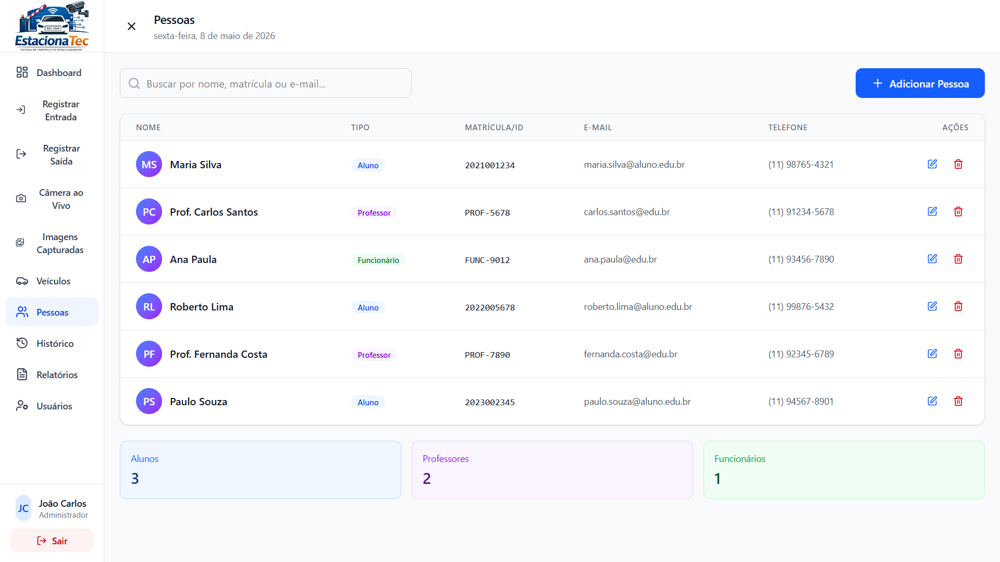 ABC-1234
EstacionaTec
SISTEMA DE CONTROLE DE ESTACIONAMENTO
Pessoas
sexta-feira, 8 de maio de 2026
Dashboard
Registrar
Entrada
Registrar
Saída
Câmera ao
Vivo
Imagens
Capturadas
Veículos
Pessoas
Histórico
Relatórios
Usuários
JC
João Carlos
Administrador
Sair
Buscar por nome, matrícula ou e-mail...
Adicionar Pessoa
NOME TIPO MATRÍCULA/ID E-MAIL TELEFONE AÇÕES
MS Maria Silva Aluno 2021001234 maria.silva@aluno.edu.br (11) 98765-4321
PC Prof. Carlos Santos Professor PROF-5678 carlos.santos@edu.br (11) 91234-5678
AP Ana Paula Funcionário FUNC-9012 ana.paula@edu.br (11) 93456-7890
RL Roberto Lima Aluno 2022005678 roberto.lima@aluno.edu.br (11) 99876-5432
PF Prof. Fernanda Costa Professor PROF-7890 fernanda.costa@edu.br (11) 92345-6789
PS Paulo Souza Aluno 2023002345 paulo.souza@aluno.edu.br (11) 94567-8901
Alunos
3
Professores
2
Funcionários
1